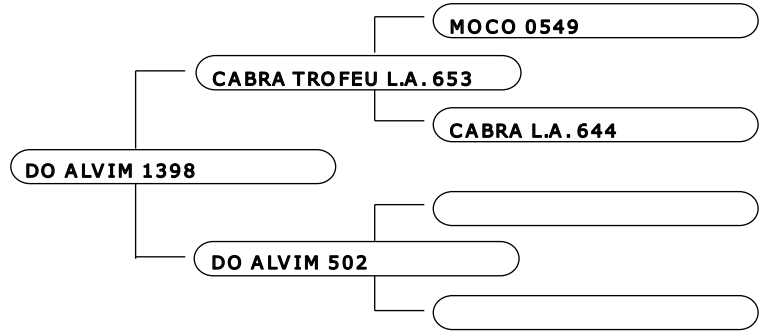 MOCO 0549
CABRA TROFEU L.A. 653
CABRA L.A. 644
DO ALVIM 1398
DO ALVIM 502